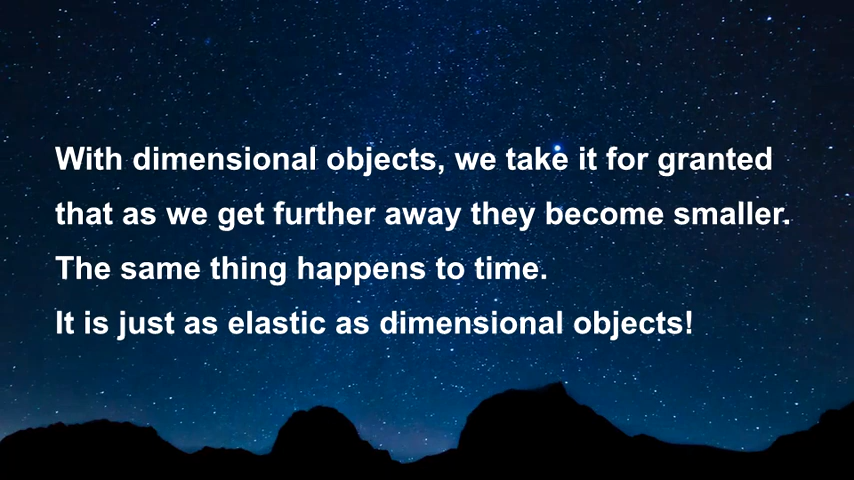 With dimensional objects, we take it for granted
that as we get further away they become smaller.
The same thing happens to time.
It is just as elastic as dimensional objects!